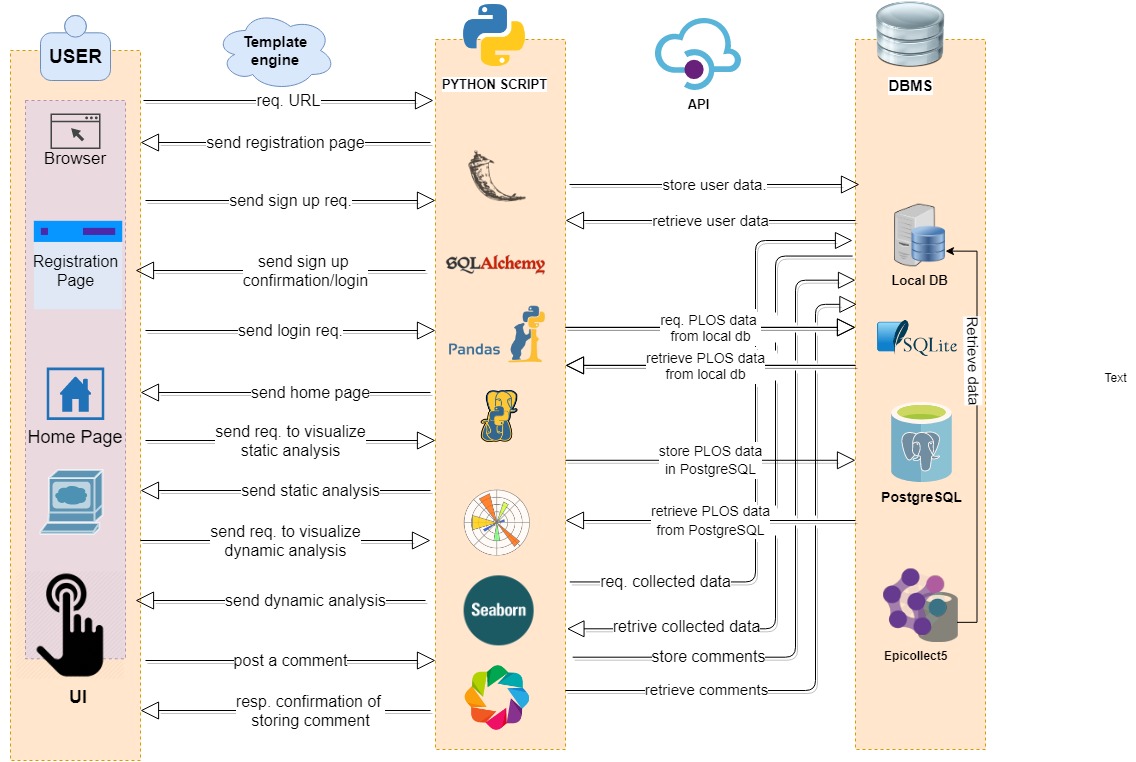 USER
Template
engine
PYTHON SCRIPT
API
DBMS
req. URL
Browser
send registration page
store user data.
send sign up req.
retrieve user data
Registration
Page
send sign up
confirmation/login
SQLAlchemy
Local DB
send login req.
Pandas
req. PLOS data
from local db
SQLite
retrieve PLOS data
from local db
Retrieve data
Text
send home page
Home Page
send req. to visualize
static analysis
store PLOS data
in PostgreSQL
send static analysis
PostgreSQL
retrieve PLOS data
from PostgreSQL
send req. to visualize
dynamic analysis
req. collected data
send dynamic analysis
Seaborn
retrive collected data
post a comment
store comments
Epicollect5
UI
retrieve comments
resp. confirmation of
storing comment